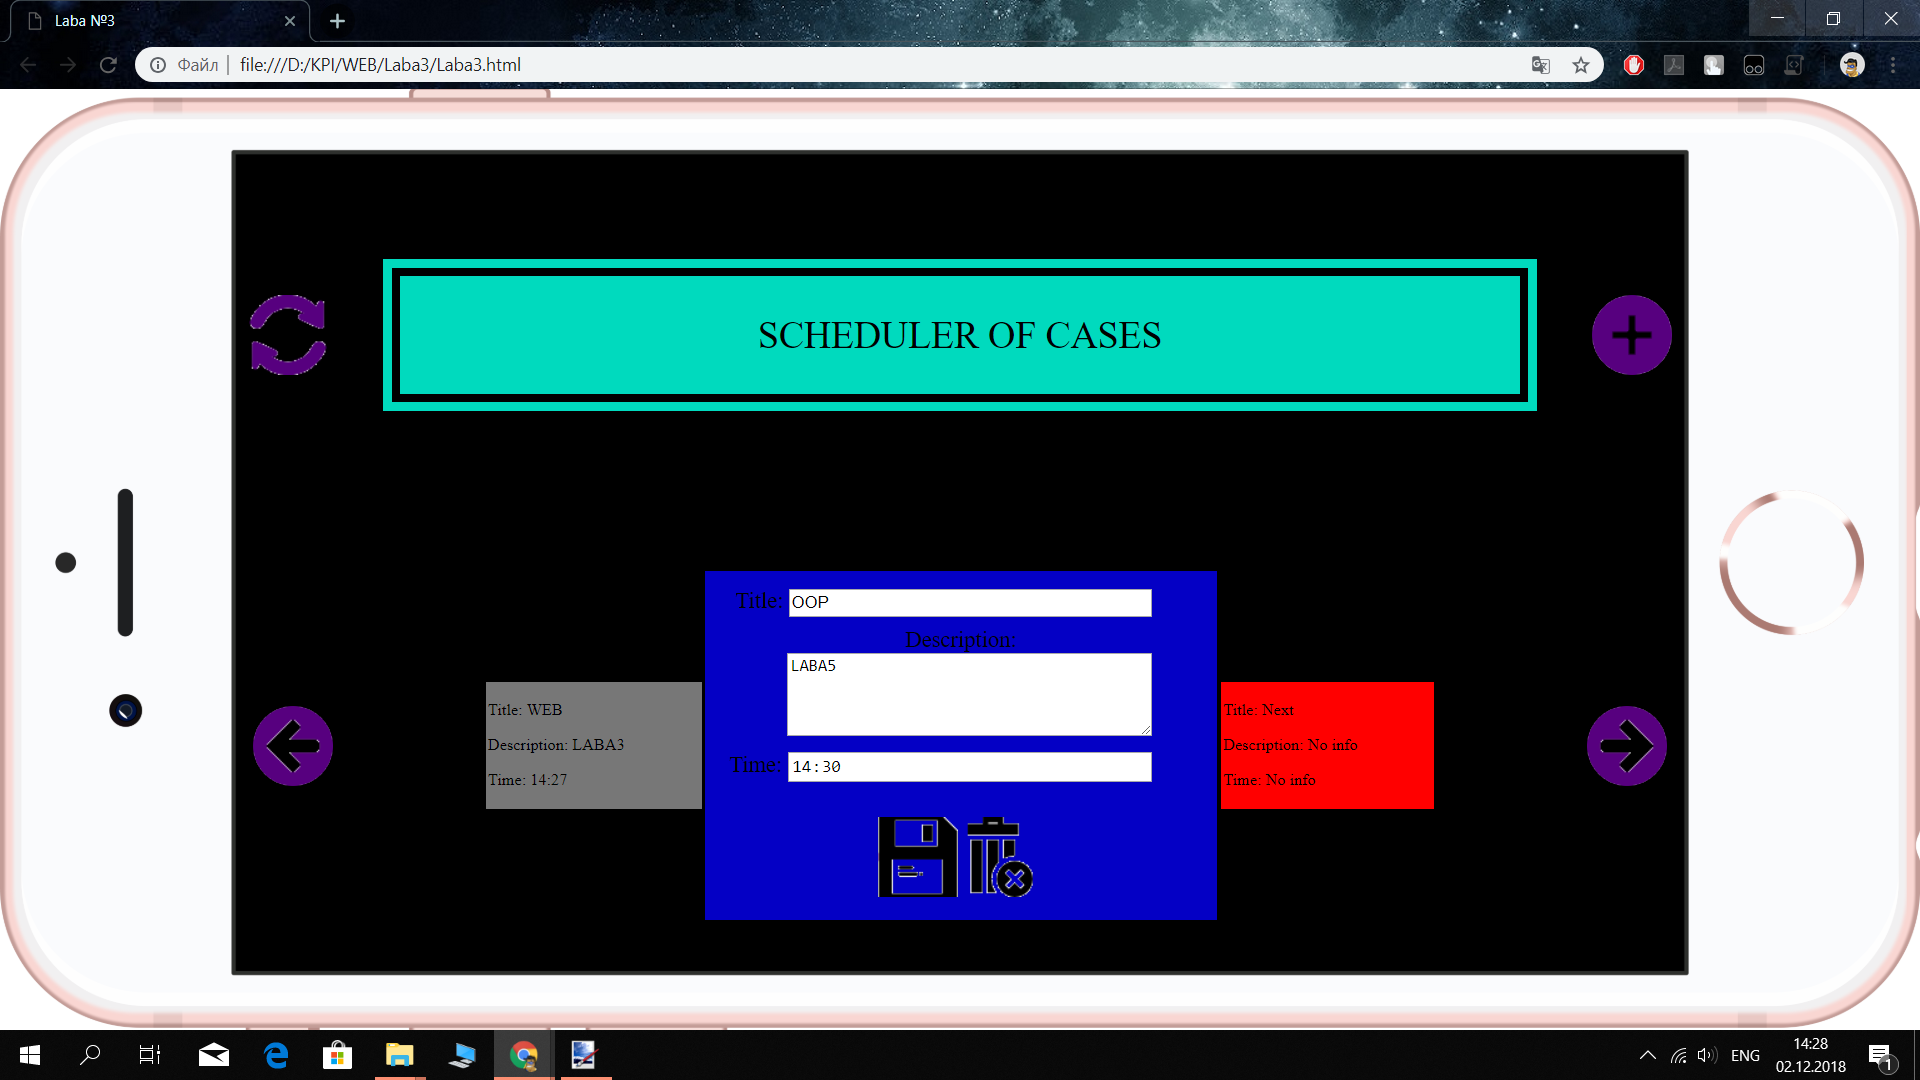 Laba №3
Файл
file:///D:/KPI/WEB/Laba3/Laba3.html
SCHEDULER OF CASES
Title: WEB
Description: LABA3
Time: 14:27
Title: OOP
Description:
LABA5
Time: 14:30
Title: Next
Description: No info
Time: No info
ENG
14:28
02.12.2018
1